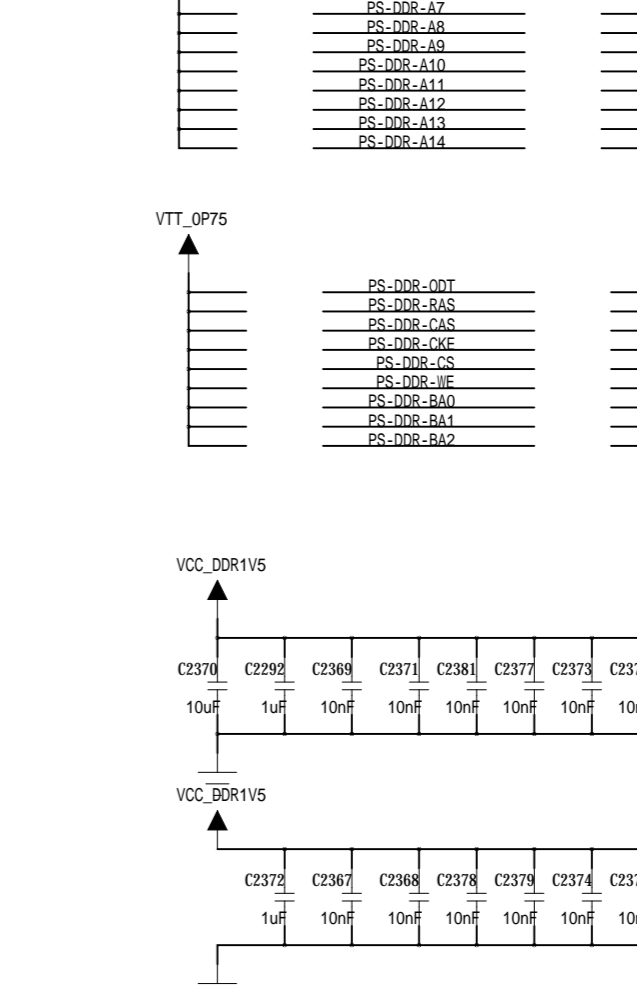 PS-DDR-A7
PS-DDR-A8
PS-DDR-A9
PS-DDR-A10
PS-DDR-A11
PS-DDR-A12
PS-DDR-A13
PS-DDR-A14
VTT_0P75
PS-DDR-ODT
PS-DDR-RAS
PS-DDR-CAS
PS-DDR-CKE
PS-DDR-CS
PS-DDR-WE
PS-DDR-BA0
PS-DDR-BA1
PS-DDR-BA2
VCC_DDR1V5
C2370 C2292 C2369 C2371 C2381 C2377 C2373
10uF 1uF 10nF 10nF 10nF 10nF 10nF
VCC_DDR1V5
C2372 C2367 C2368 C2378 C2379 C2374
1uF 10nF 10nF 10nF 10nF 10nF